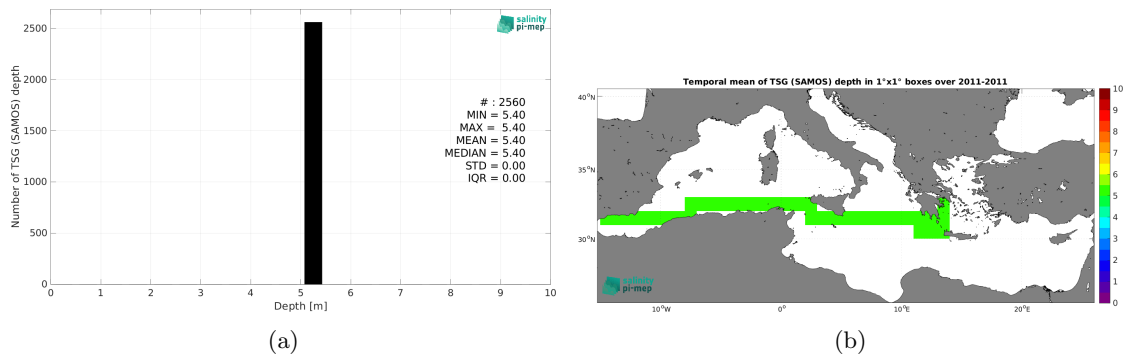 2500
2000
1500
1000
500
0
Number of TSG (SAMOS) depth
salinity
pi-mep
# : 2560
MIN = 5.40
MAX = 5.40
MEAN = 5.40
MEDIAN = 5.40
STD = 0.00
IQR = 0.00
0 1 2 3 4 5 6 7 8 9 10
Depth [m]
(a)
Temporal mean of TSG (SAMOS) depth in 1°x1° boxes over 2011-2011
40°N
35°N
30°N
10°W 0° 10°E 20°E
salinity
pi-mep
10
9
8
7
6
5
4
3
2
1
0
(b)